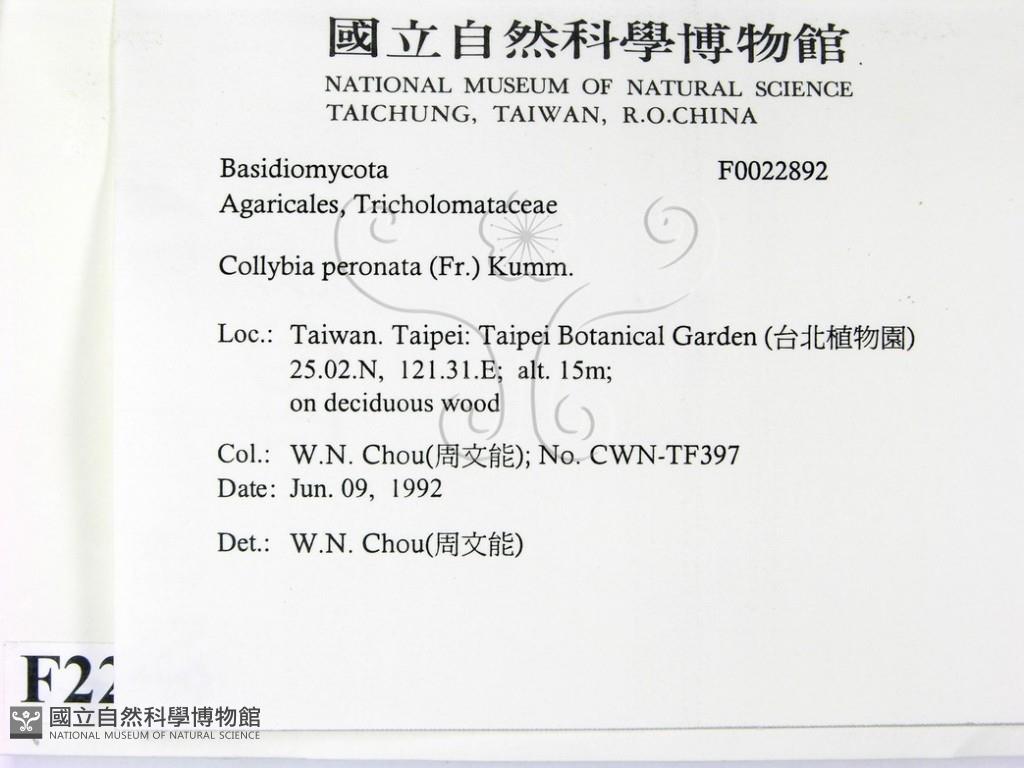 國立自然科學博物館
NATIONAL MUSEUM OF NATURAL SCIENCE
TAICHUNG, TAIWAN, R.O.CHINA
Basidiomycota F0022892
Agaricales, Tricholomataceae
Collybia peronata (Fr.) Kumm.
Loc.: Taiwan. Taipei: Taipei Botanical Garden (台北植物園)
25.02.N, 121.31.E; alt. 15m;
on deciduous wood
Col.: W.N. Chou(周文能); No. CWN-TF397
Date: Jun. 09, 1992
Det.: W.N. Chou(周文能)
F22
國立自然科學博物館
NATIONAL MUSEUM OF NATURAL SCIENCE